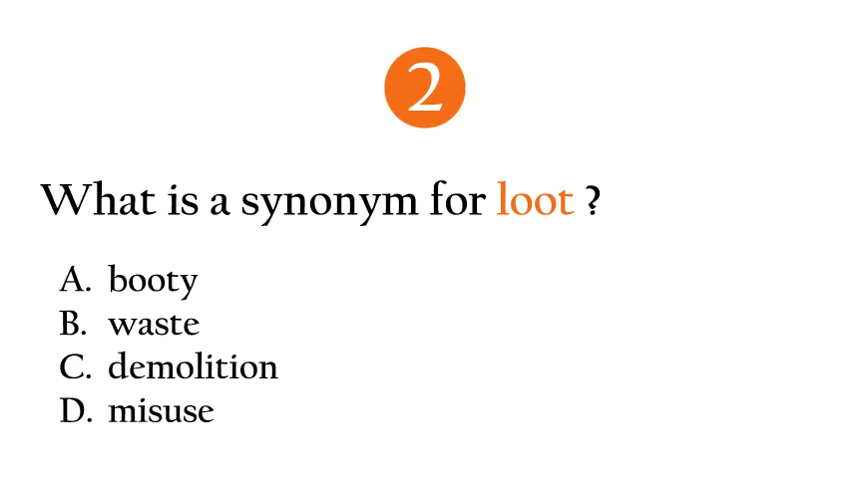 2
What is a synonym for loot ?
A. booty
B. waste
C. demolition
D. misuse